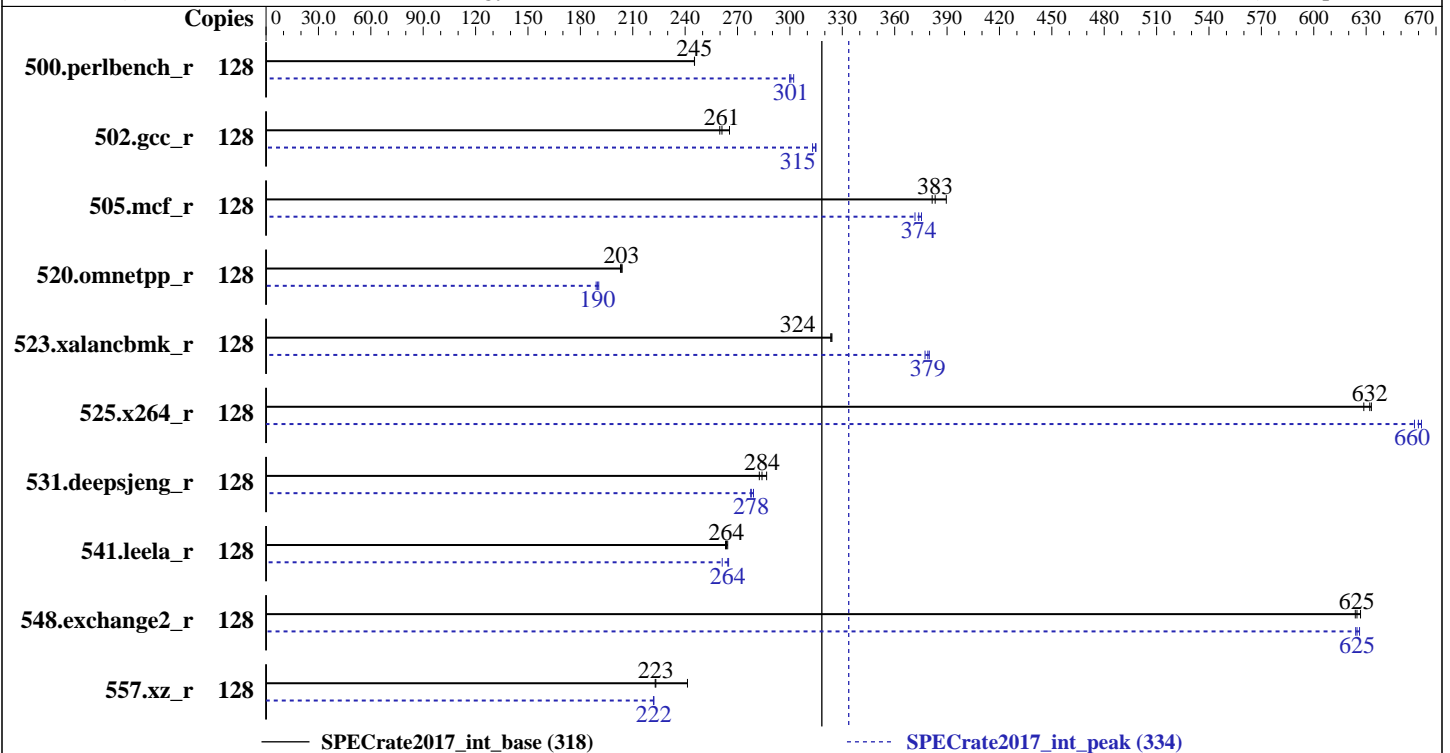 Copies 0 30.0 60.0 90.0 120 150 180 210 240 270 300 330 360 390 420 450 480 510 540 570 600 630 670
500.perlbench_r 128 245
301
502.gcc_r 128 261
315
505.mcf_r 128 383
374
520.omnetpp_r 128 203
190
523.xalancbmk_r 128 324
379
525.x264_r 128 632
660
531.deepsjeng_r 128 284
278
541.leela_r 128 264
264
548.exchange2_r 128 625
625
557.xz_r 128 223
222
SPECrate2017_int_base (318) SPECrate2017_int_peak (334)